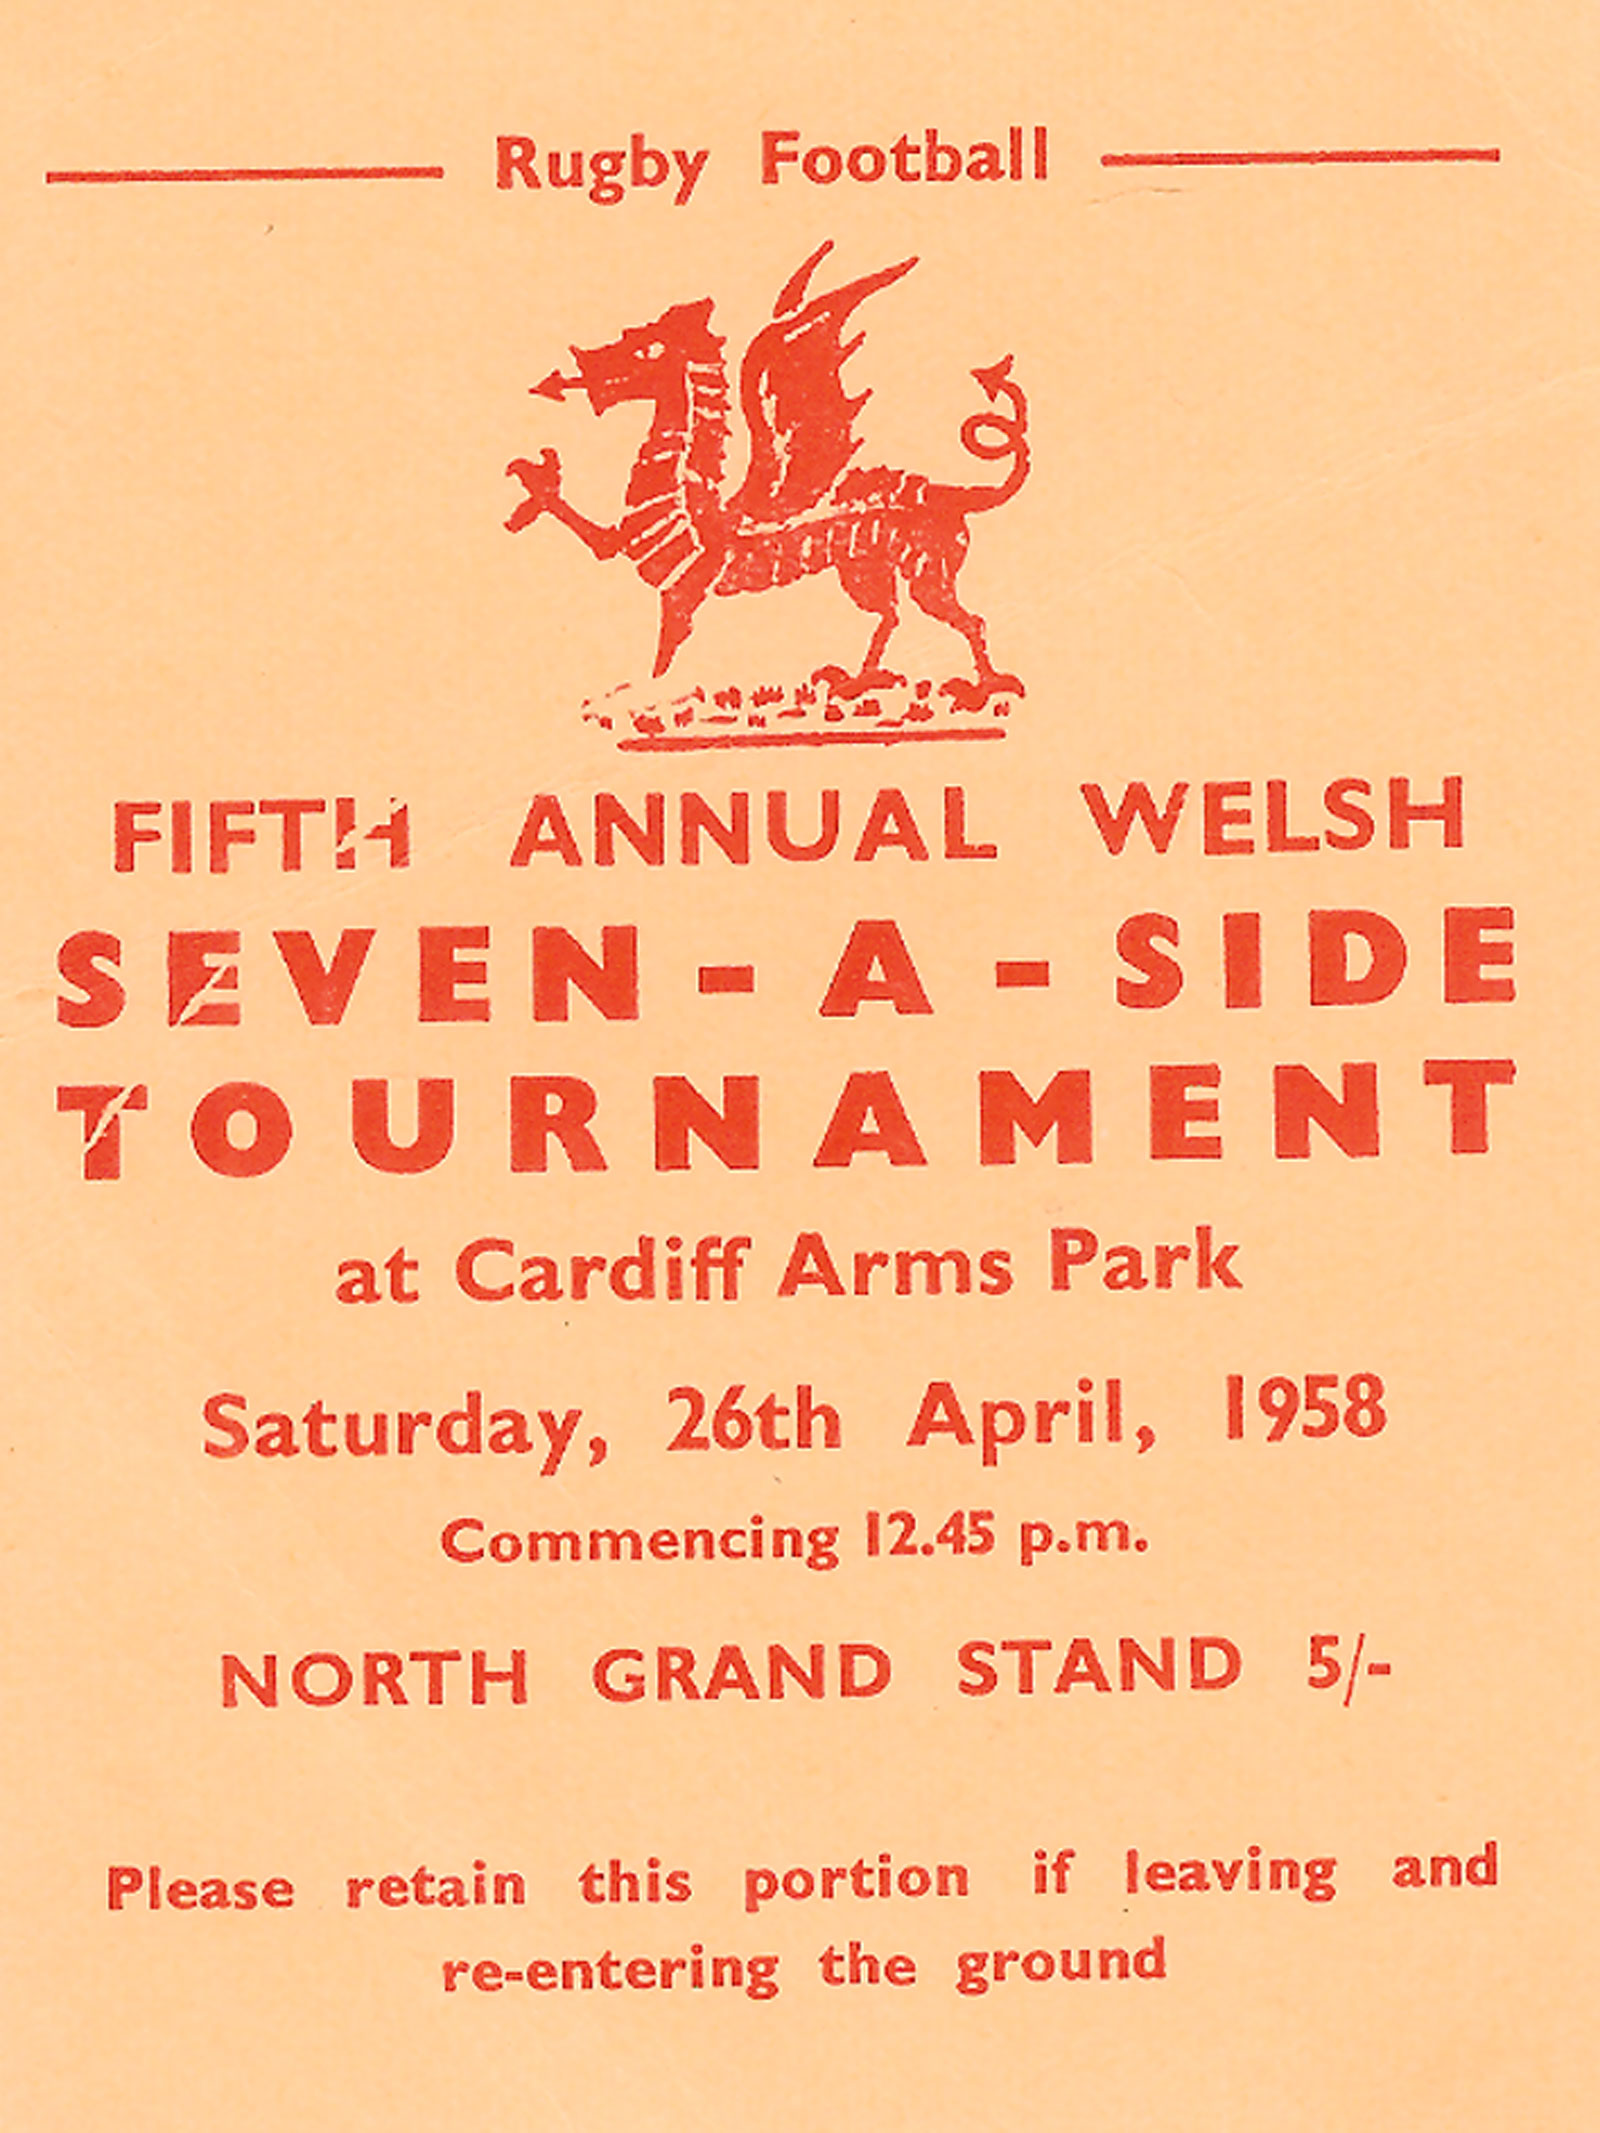 Rugby Football
FIFTH ANNUAL WELSH
SEVEN-A-SIDE
TOURNAMENT
at Cardiff Arms Park
Saturday, 26th April, 1958
Commencing 12.45 p.m.
NORTH GRAND STAND 5/-
Please retain this portion if leaving and
re-entering the ground